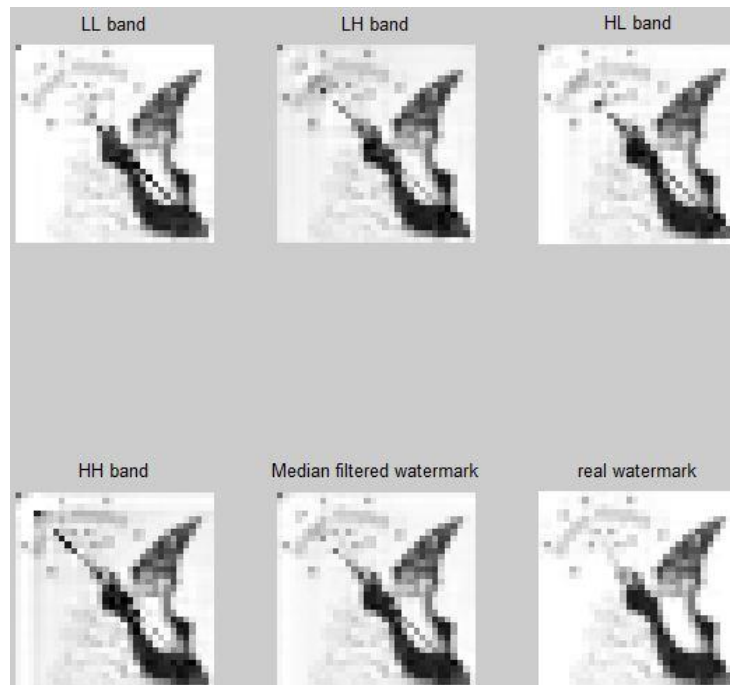 LL band
LH band
HL band
HH band
Median filtered watermark
real watermark